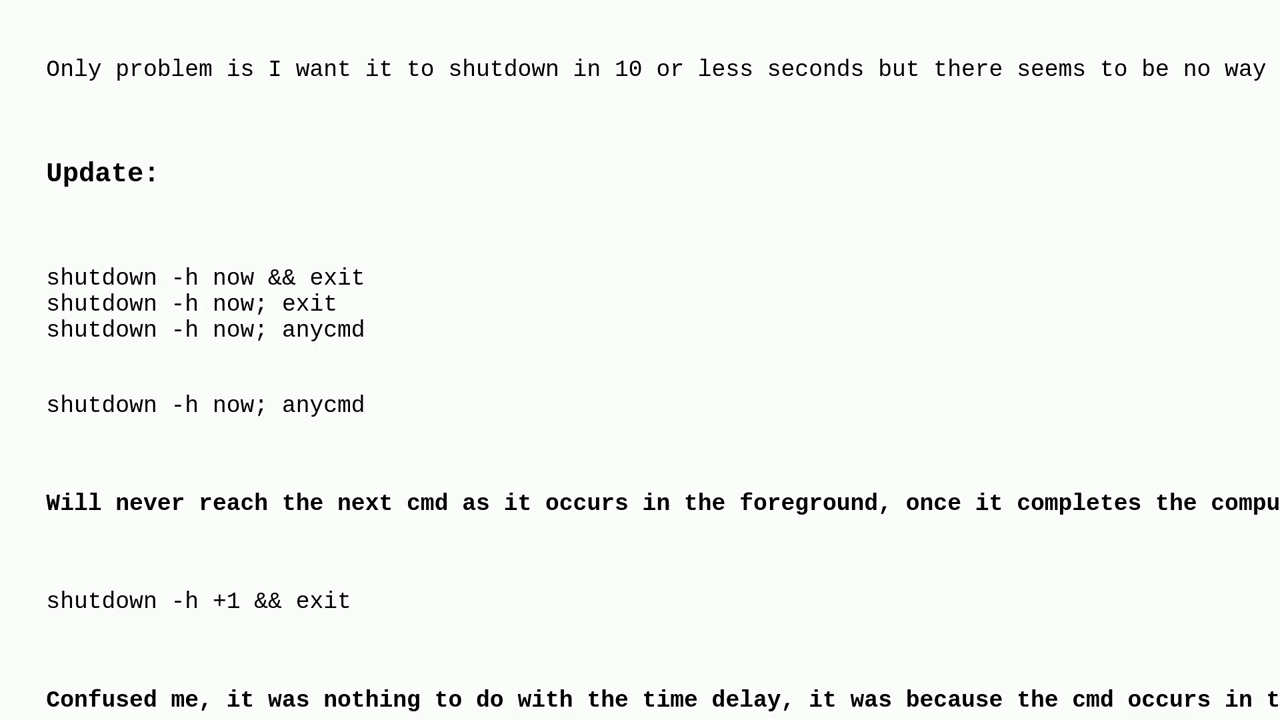 Only problem is I want it to shutdown in 10 or less seconds but there seems to be no way
Update:
shutdown -h now && exit
shutdown -h now; exit
shutdown -h now; anycmd
shutdown -h now; anycmd
Will never reach the next cmd as it occurs in the foreground, once it completes the
shutdown -h +1 && exit
Confused me, it was nothing to do with the time delay, it was because the cmd occurs in